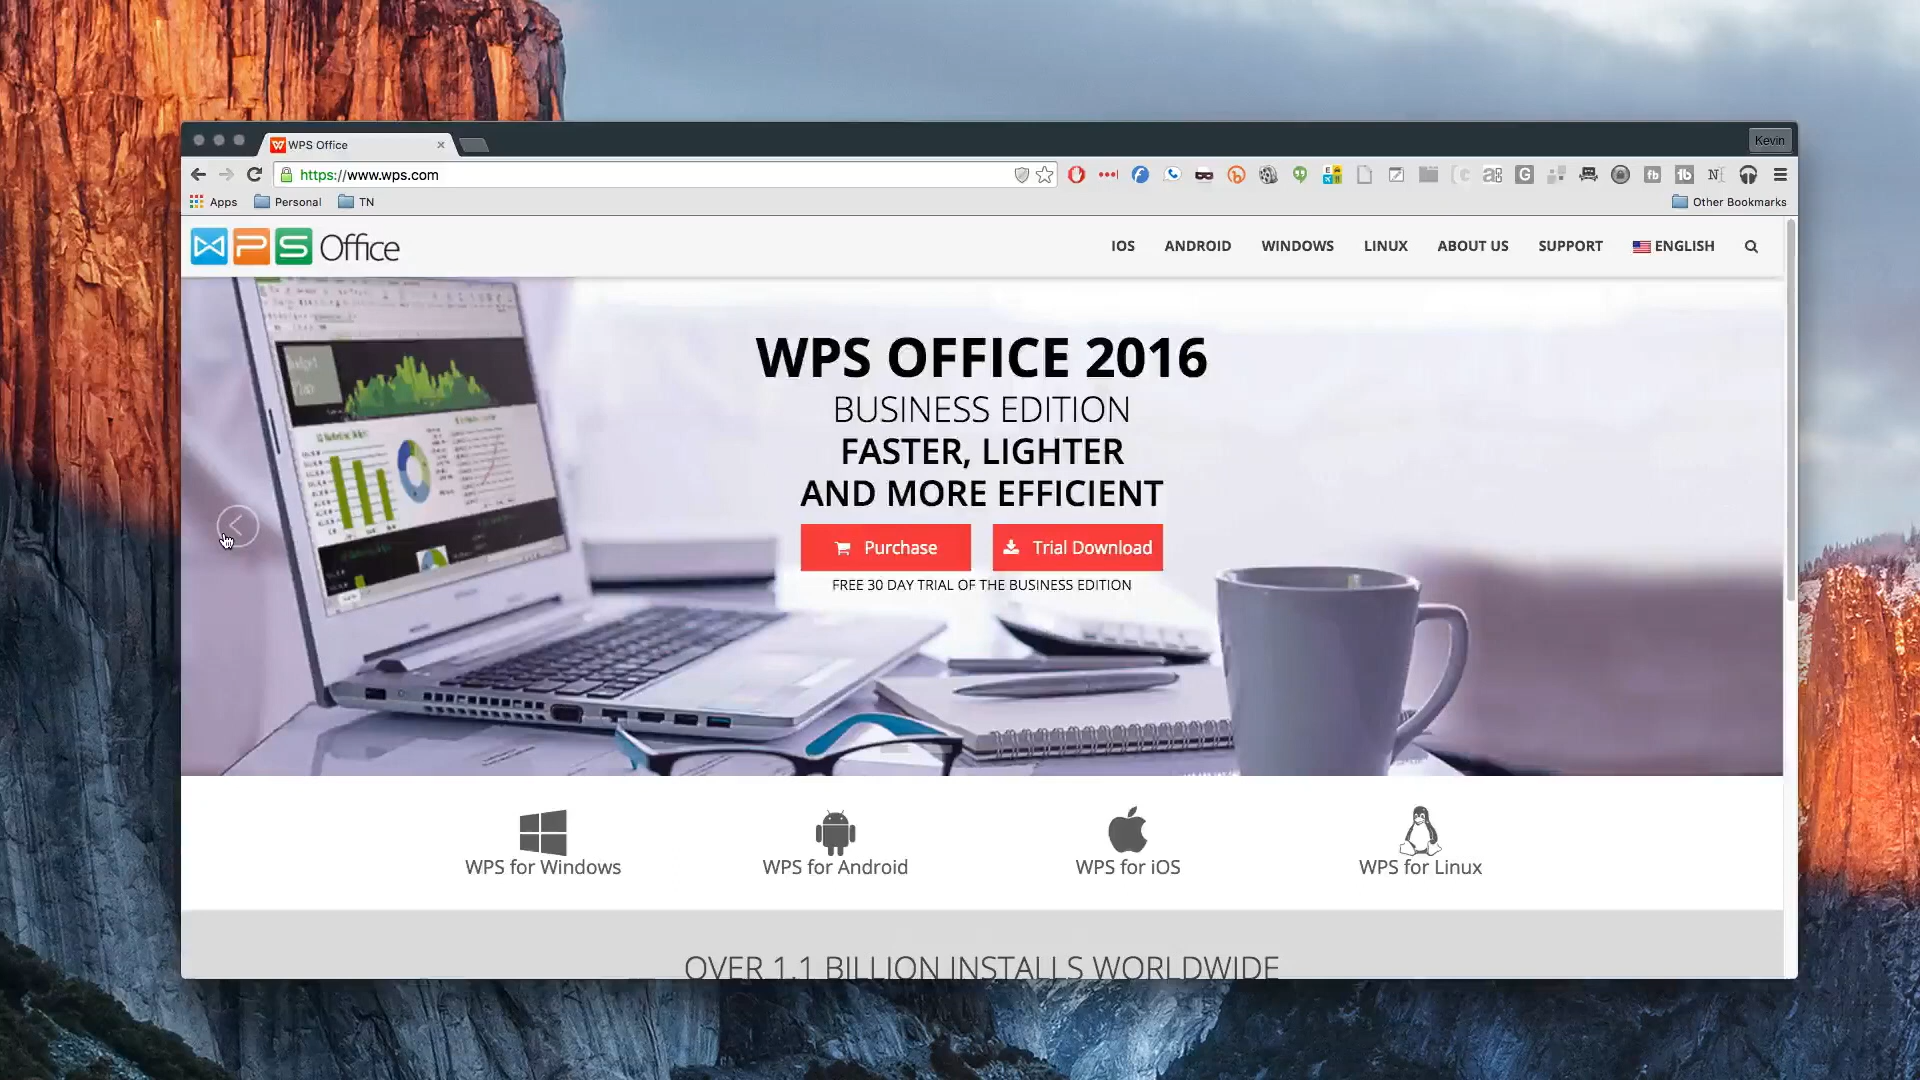 WPS Office
Kevin
https://www.wps.com
Apps
Personal
TN
Other Bookmarks
WPS Office
IOS
ANDROID
WINDOWS
LINUX
ABOUT US
SUPPORT
ENGLISH
WPS OFFICE 2016
BUSINESS EDITION
FASTER, LIGHTER
AND MORE EFFICIENT
Purchase
Trial Download
FREE 30 DAY TRIAL OF THE BUSINESS EDITION
Budget
Plan
WPS for Windows
WPS for Android
WPS for iOS
WPS for Linux
OVER 1.1 BILLION INSTALLS WORLDWIDE